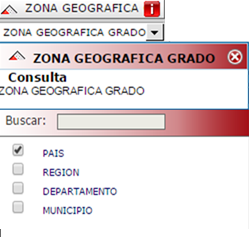 ZONA GEOGRAFICA i
ZONA GEOGRAFICA GRADO
ZONA GEOGRAFICA GRADO
Consulta
ZONA GEOGRAFICA GRADO
Buscar:
PAIS
REGION
DEPARTAMENTO
MUNICIPIO